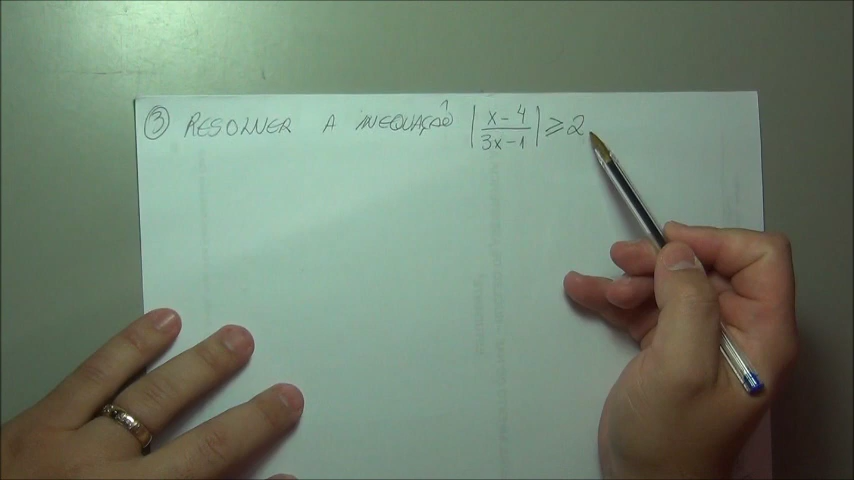 ③ RESOLVER A INEQUAÇÃO |x-4/3x-1| ≥ 2